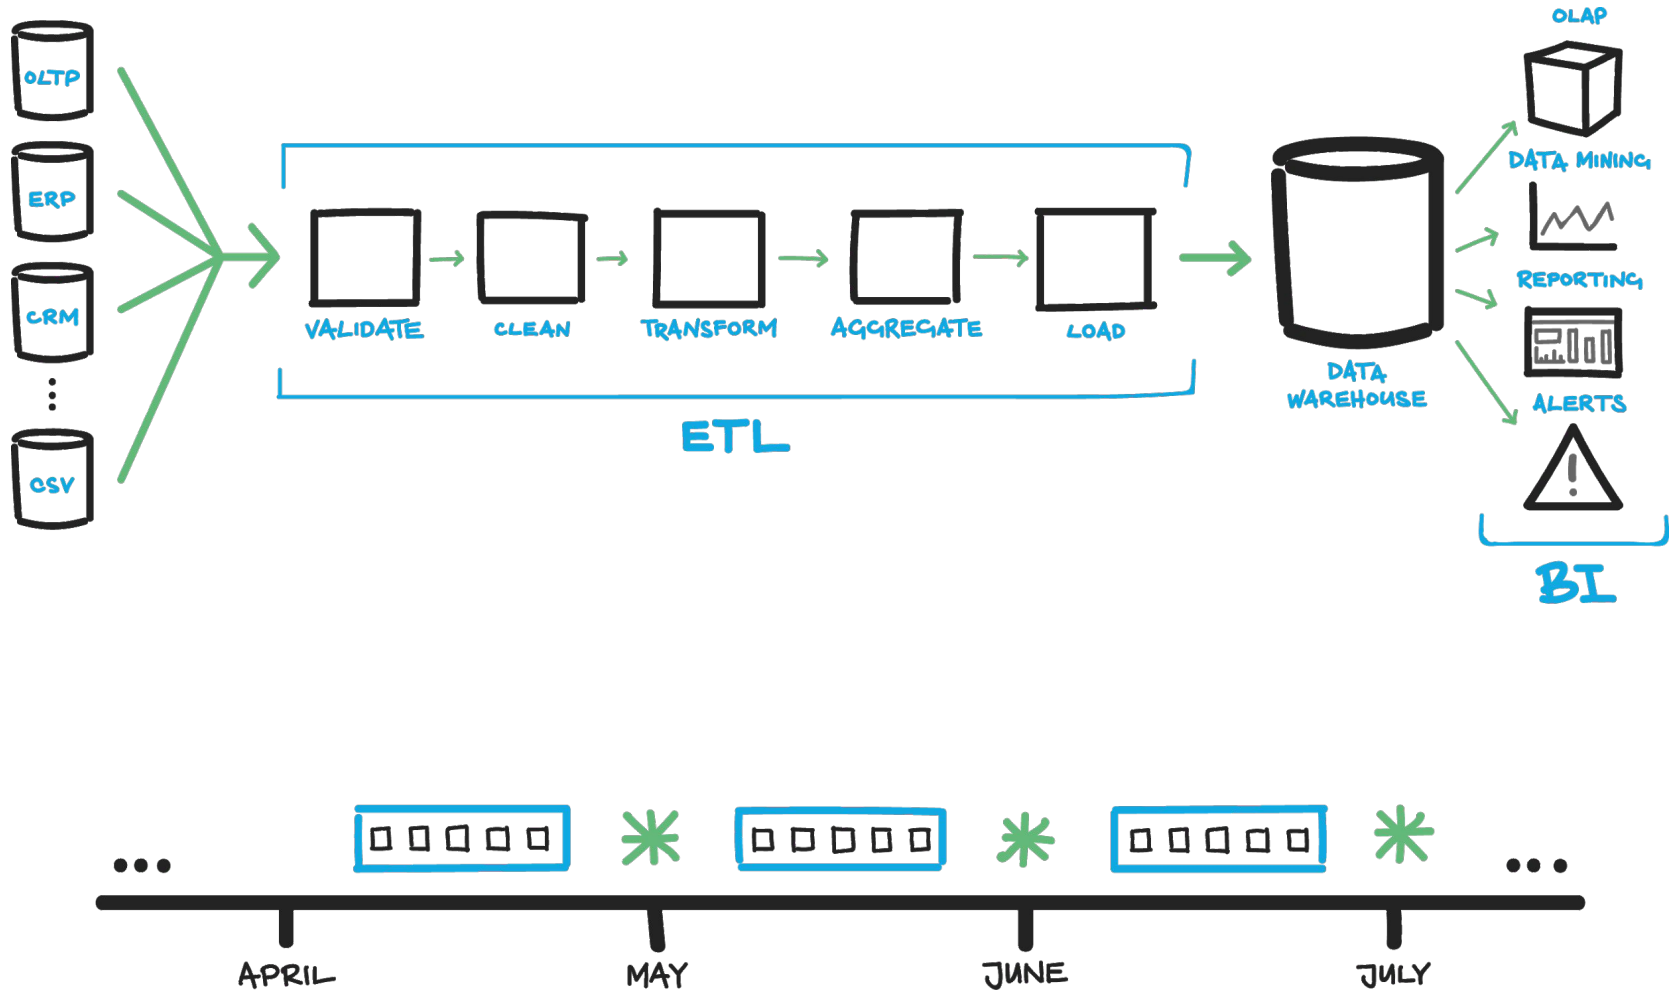 OLTP
ERP
CRM
CSV
VALIDATE
CLEAN
TRANSFORM
AGGREGATE
LOAD
ETL
DATA
WAREHOUSE
OLAP
DATA MINING
REPORTING
ALERTS
!
BI
APRIL
MAY
JUNE
JULY